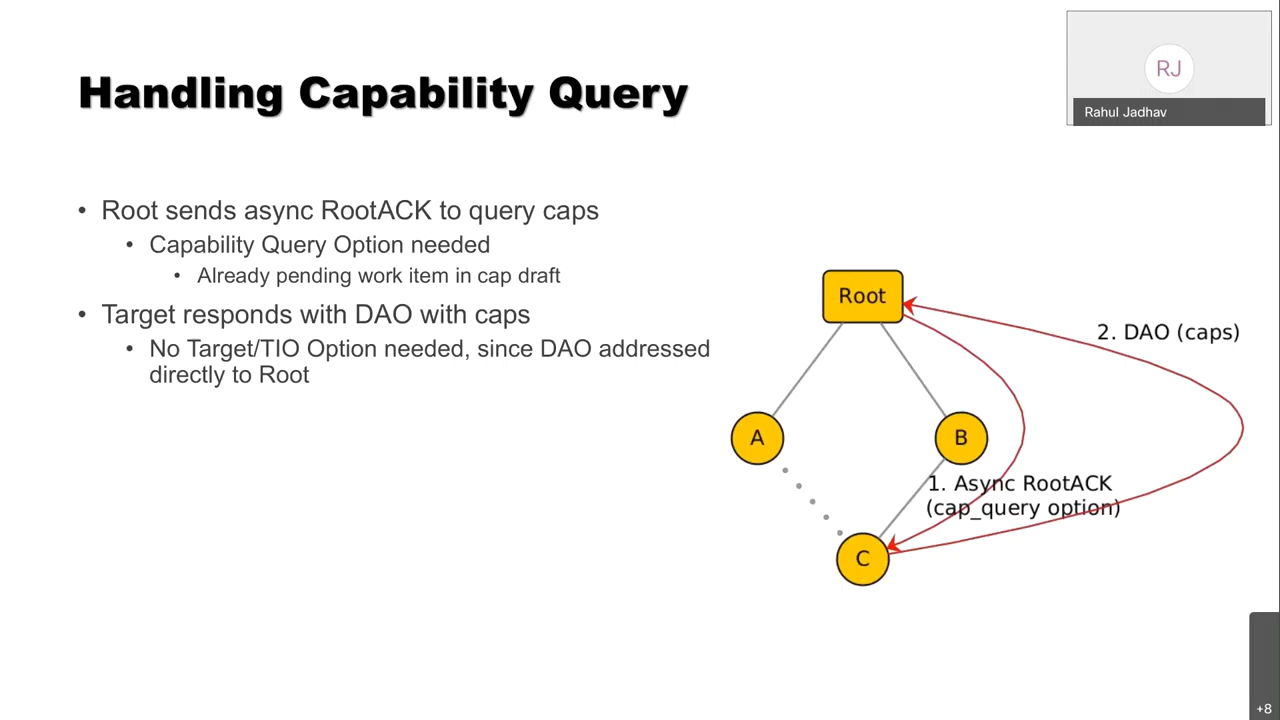 Handling Capability Query
RJ
Rahul Jadhav
• Root sends async RootACK to query caps
• Capability Query Option needed
• Already pending work item in cap draft
• Target responds with DAO with caps
• No Target/TIO Option needed, since DAO addressed
directly to Root
Root
2. DAO (caps)
A
B
1. Async RootACK
(cap_query option)
C
+8